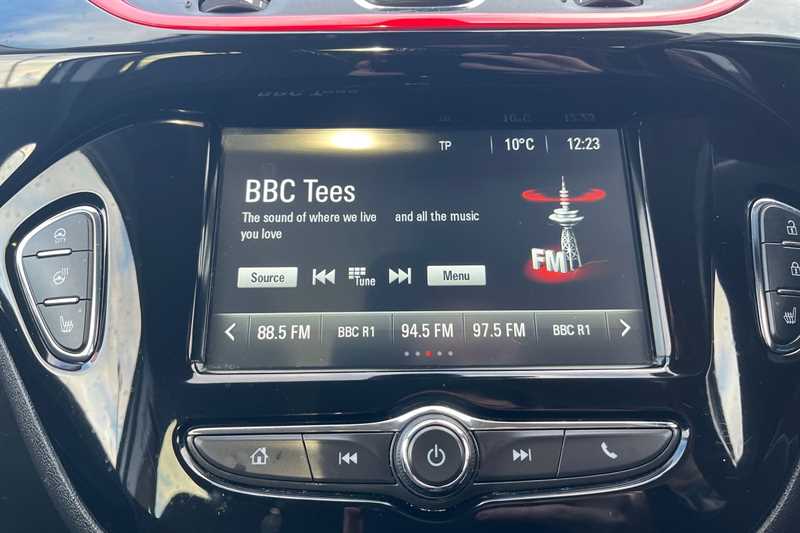 TP 10°C 12:23
BBC Tees
The sound of where we live and all the music
you love
FM
Source Tune Menu
88.5 FM BBC R1 94.5 FM 97.5 FM BBC R1